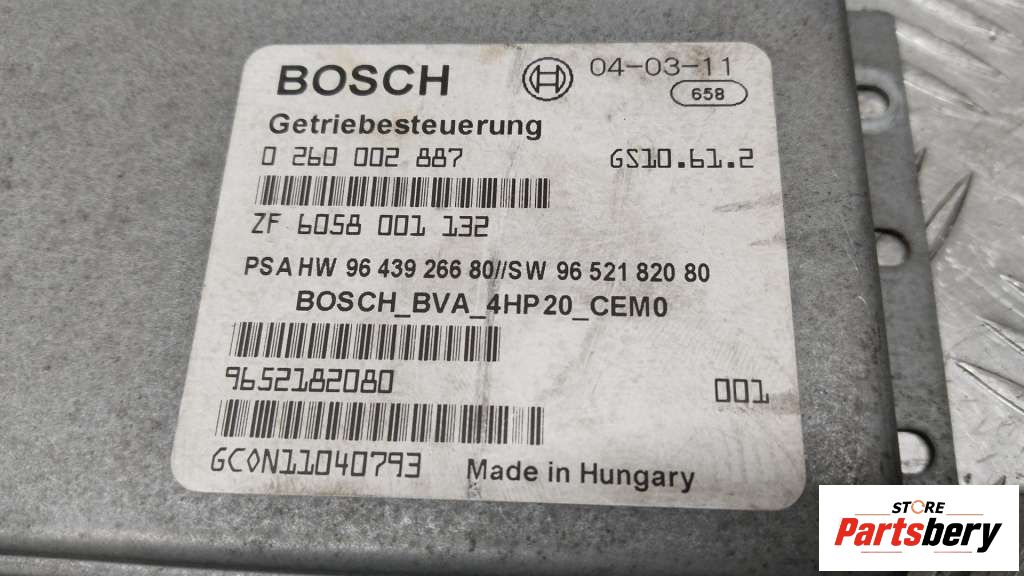 BOSCH
04-03-11
658
Getriebesteuerung
0 260 002 887 GS10.61.2
ZF 6058 001 132
PSA HW 96 439 266 80//SW 96 521 820 80
BOSCH_BVA_4HP20_CEM0
9652182080 001
GC0N11040793 Made in Hungary
STORE
Partsbery